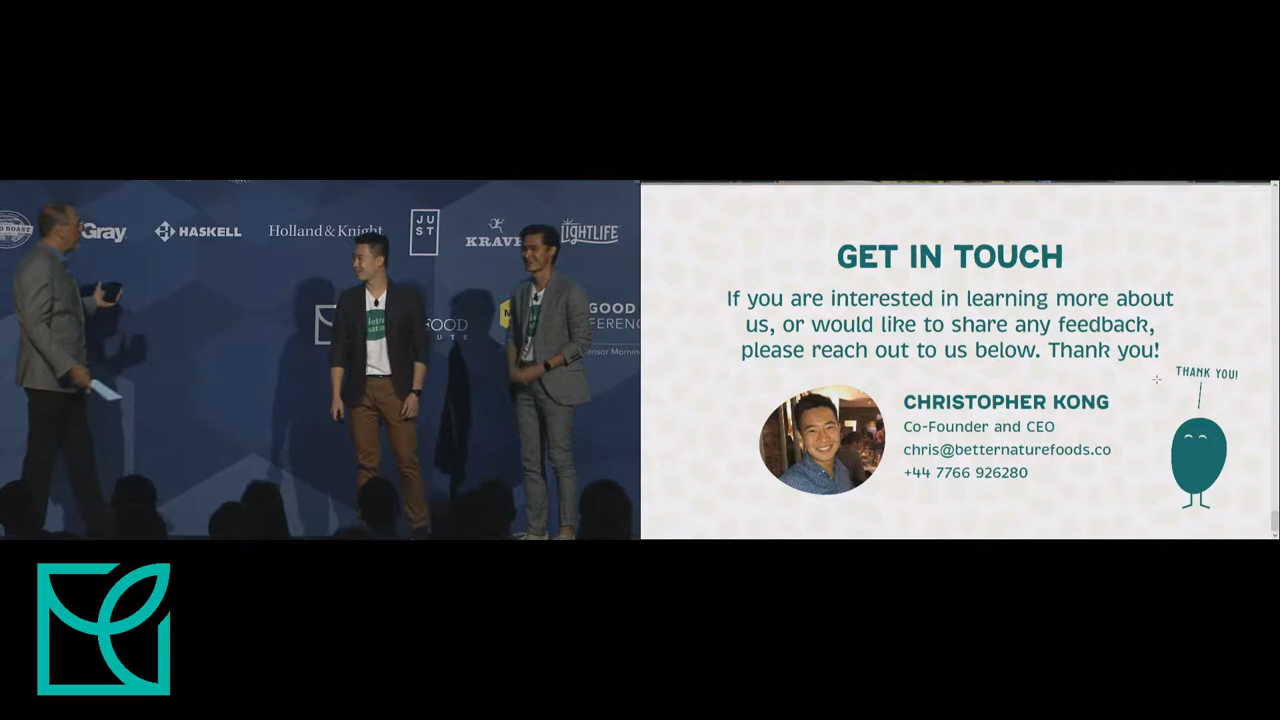 Gray
HASKELL
Holland & Knight
JUST
KRAVE
LIGHTLIFE
GOOD
GET IN TOUCH
If you are interested in learning more about
us, or would like to share any feedback,
please reach out to us below. Thank you!
THANK YOU!
CHRISTOPHER KONG
Co-Founder and CEO
chris@betternaturefoods.co
+44 7766 926280